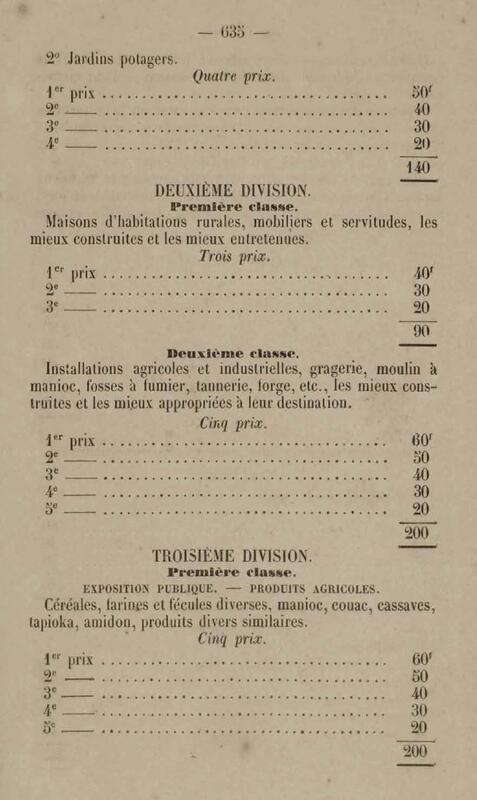 — 635 —
2° Jardins potagers.
Quatre prix.
1er prix ........................................ 50f
2e — ........................................ 40
3e — ........................................ 30
4e — ........................................ 20
140
DEUXIÈME DIVISION.
Première classe.
Maisons d'habitations rurales, mobiliers et servitudes, les
mieux construites et les mieux entretenues.
Trois prix.
1er prix ........................................ 40f
2e — ........................................ 30
3e — ........................................ 20
90
Deuxième classe.
Installations agricoles et industrielles, gragerie, moulin à
manioc, fosses à fumier, tannerie, forge, etc., les mieux cons-
truites et les mieux appropriées à leur destination.
Cinq prix.
1er prix ........................................ 60f
2e — ........................................ 50
3e — ........................................ 40
4e — ........................................ 30
5e — ........................................ 20
200
TROISIÈME DIVISION.
Première classe.
EXPOSITION PUBLIQUE. — PRODUITS AGRICOLES.
Céréales, farines et fécules diverses, manioc, couac, cassaves,
tapioka, amidon, produits divers similaires.
Cinq prix.
1er prix ........................................ 60f
2e — ........................................ 50
3e — ........................................ 40
4e — ........................................ 30
5e — ........................................ 20
200